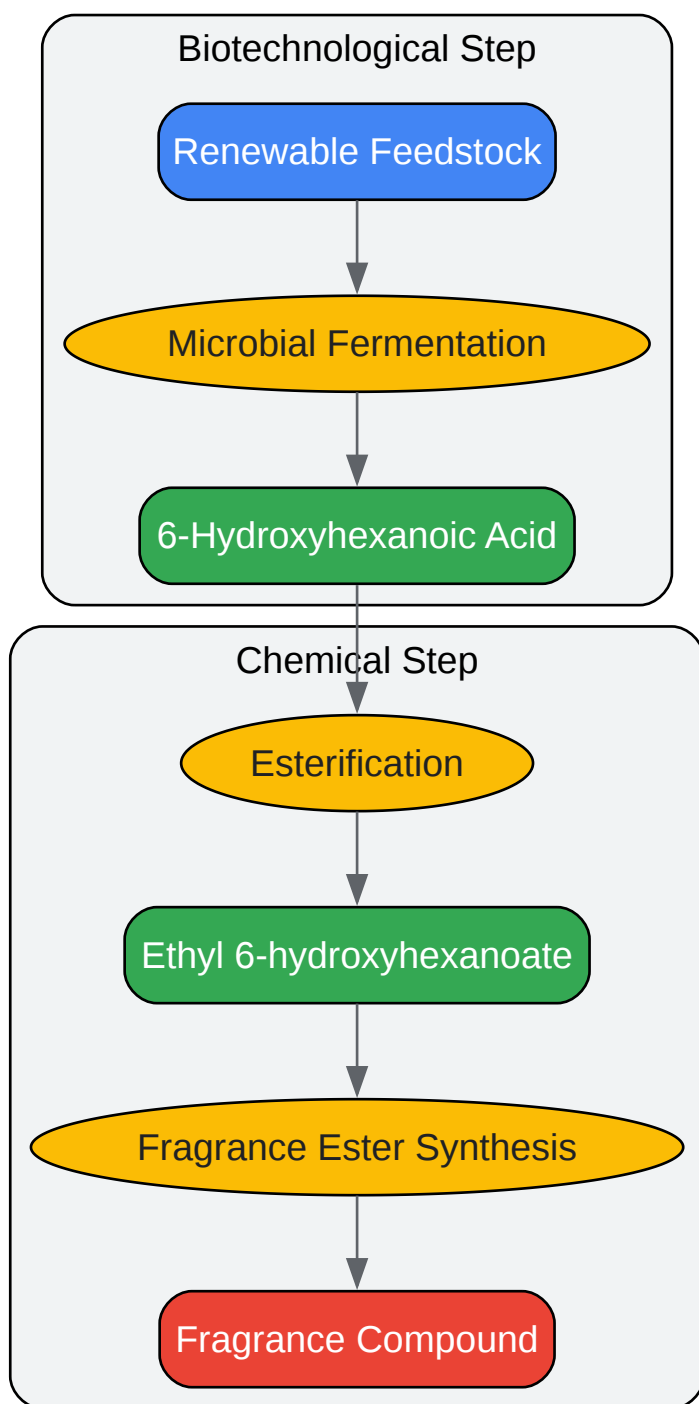 Biotechnological Step
Renewable Feedstock
Microbial Fermentation
6-Hydroxyhexanoic Acid
Chemical Step
Esterification
Ethyl 6-hydroxyhexanoate
Fragrance Ester Synthesis
Fragrance Compound